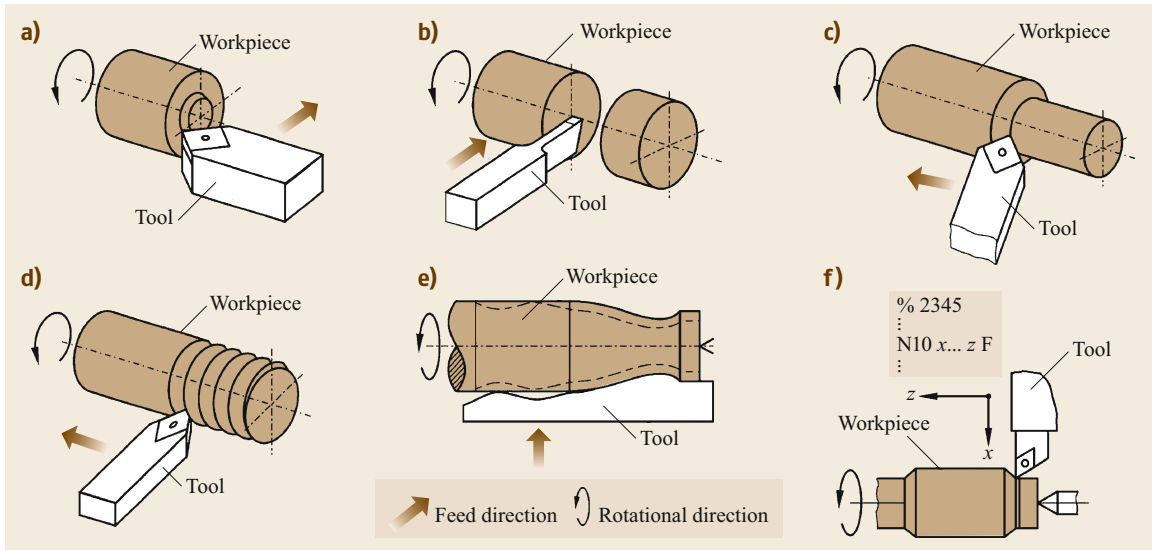 a)
Workpiece
Tool
b)
Workpiece
Tool
c)
Workpiece
Tool
d)
Workpiece
Tool
e)
Workpiece
Tool
f)
% 2345
⋮
N10 x... z F
⋮
Tool
z
x
Workpiece
Feed direction
Rotational direction